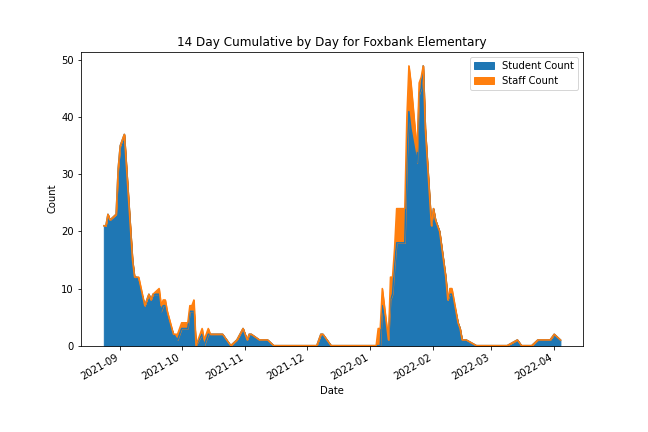 14 Day Cumulative by Day for Foxbank Elementary
Student Count
Staff Count
50
40
30
20
10
0
Count
2021-09
2021-10
2021-11
2021-12
2022-01
2022-02
2022-03
2022-04
Date